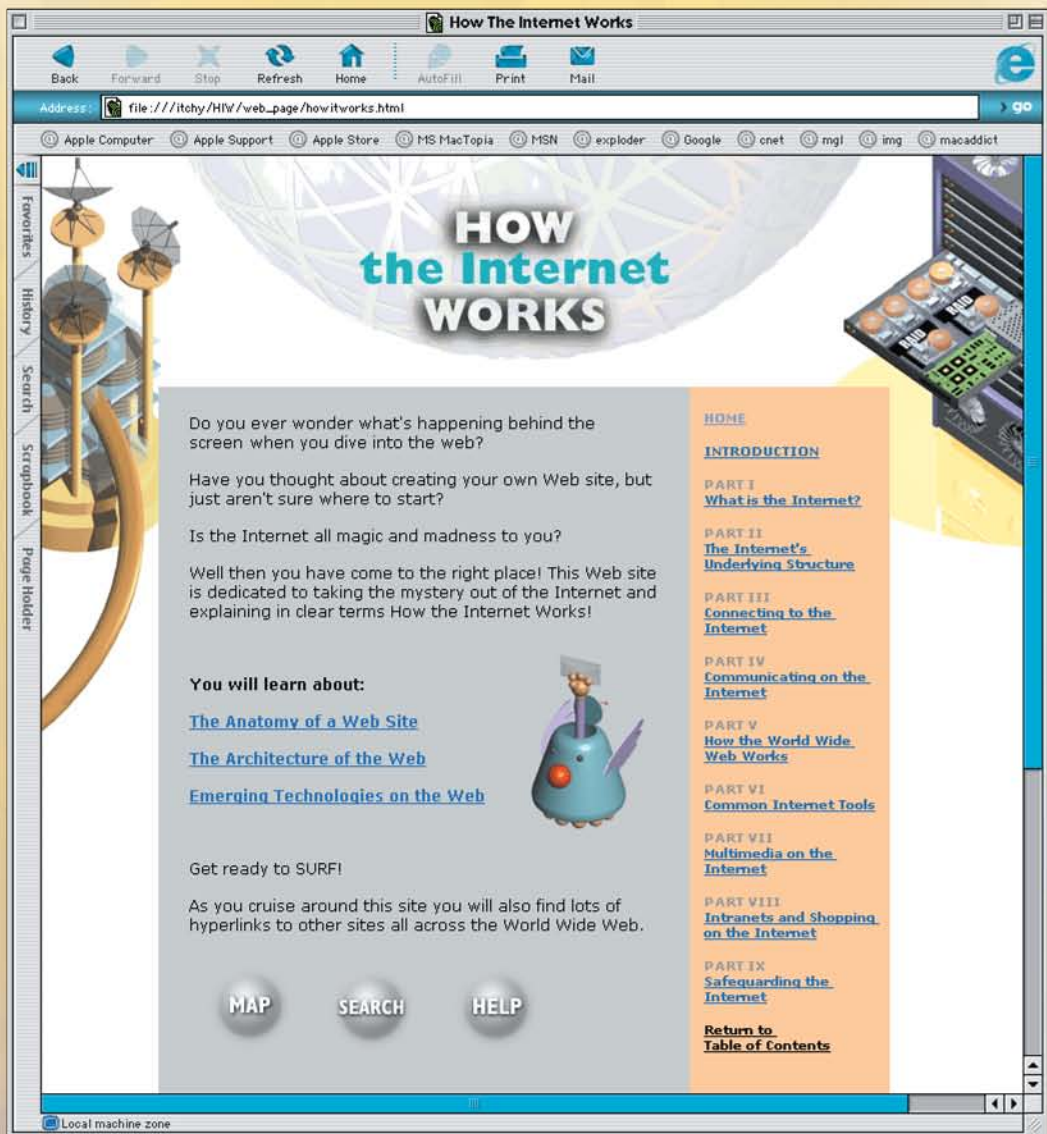 How The Internet Works
Back Forward Stop Refresh Home AutoFill Print Mail
Address: file:///itchy/HIW/web_page/howitworks.html go
Apple Computer Apple Support Apple Store MS MacTopia MSN exploder Google cnet mgl img macaddict
Favorites
History
Search
Scrapbook
Page Holder
HOW
the Internet
WORKS
RAID
RAID
Do you ever wonder what's happening behind the
screen when you dive into the web?
Have you thought about creating your own Web site, but
just aren't sure where to start?
Is the Internet all magic and madness to you?
Well then you have come to the right place! This Web site
is dedicated to taking the mystery out of the Internet and
explaining in clear terms How the Internet Works!
You will learn about:
The Anatomy of a Web Site
The Architecture of the Web
Emerging Technologies on the Web
Get ready to SURF!
As you cruise around this site you will also find lots of
hyperlinks to other sites all across the World Wide Web.
MAP SEARCH HELP
HOME
INTRODUCTION
PART I
What is the Internet?
PART II
The Internet's
Underlying Structure
PART III
Connecting to the
Internet
PART IV
Communicating on the
Internet
PART V
How the World Wide
Web Works
PART VI
Common Internet Tools
PART VII
Multimedia on the
Internet
PART VIII
Intranets and Shopping
on the Internet
PART IX
Safeguarding the
Internet
Return to
Table of Contents
Local machine zone